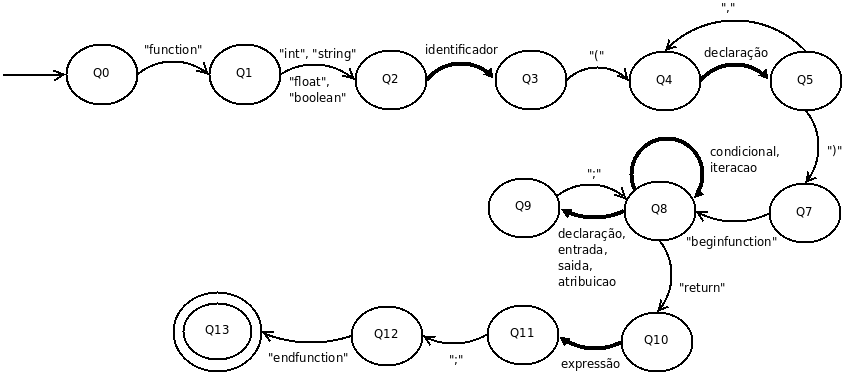 ","
"function"
identificador
"int", "string"
"("
declaração
Q0
Q1
Q2
Q3
Q4
Q5
"float",
"boolean"
condicional,
iteracao
")"
";"
Q9
Q8
Q7
declaração,
entrada,
saida,
atribuicao
"beginfunction"
"return"
Q13
Q12
Q11
Q10
"endfunction"
";"
expressão